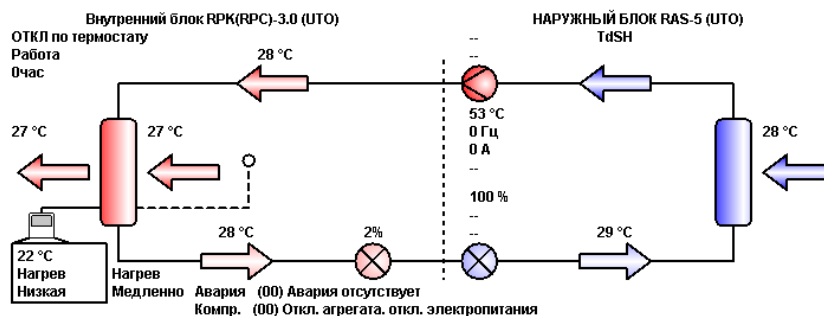 Внутренний блок RPK(RPC)-3.0 (UTO)
НАРУЖНЫЙ БЛОК RAS-5 (UTO)
ОТКЛ по термостату
--
TdSH
Работа
28 °C
--
0час
53 °C
27 °C
27 °C
0 Гц
28 °C
0 А
--
100 %
--
28 °C
2%
--
29 °C
22 °C
Нагрев
Нагрев
Низкая
Медленно Авария (00) Авария отсутствует
Компр. (00) Откл. агрегата. откл. электропитания